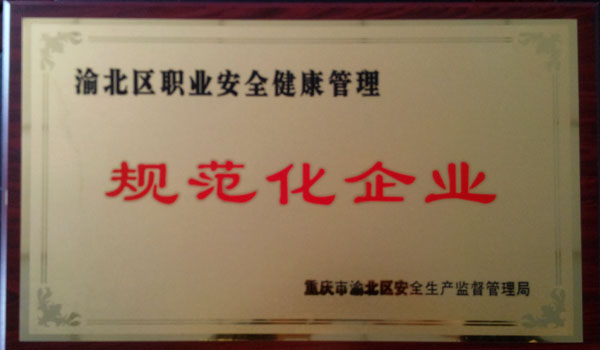 渝北区职业安全健康管理
规范化企业
重庆市渝北区安全生产监督管理局